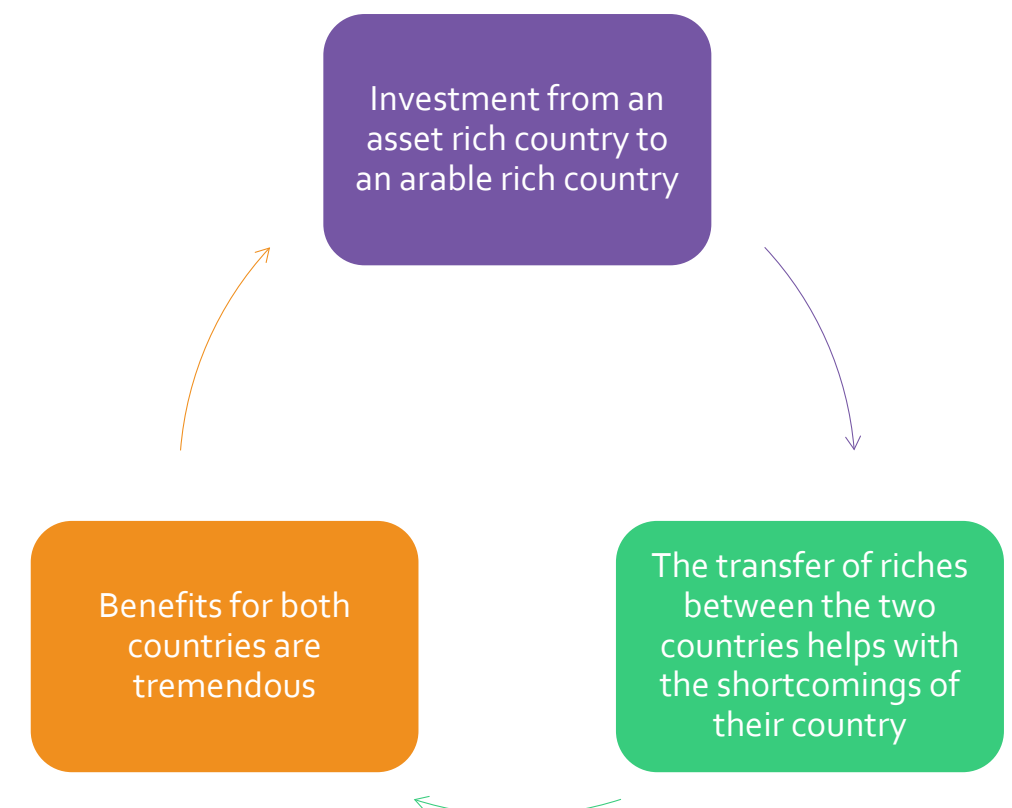 Investment from an
asset rich country to
an arable rich country
The transfer of riches
between the two
countries helps with
the shortcomings of
their country
Benefits for both
countries are
tremendous